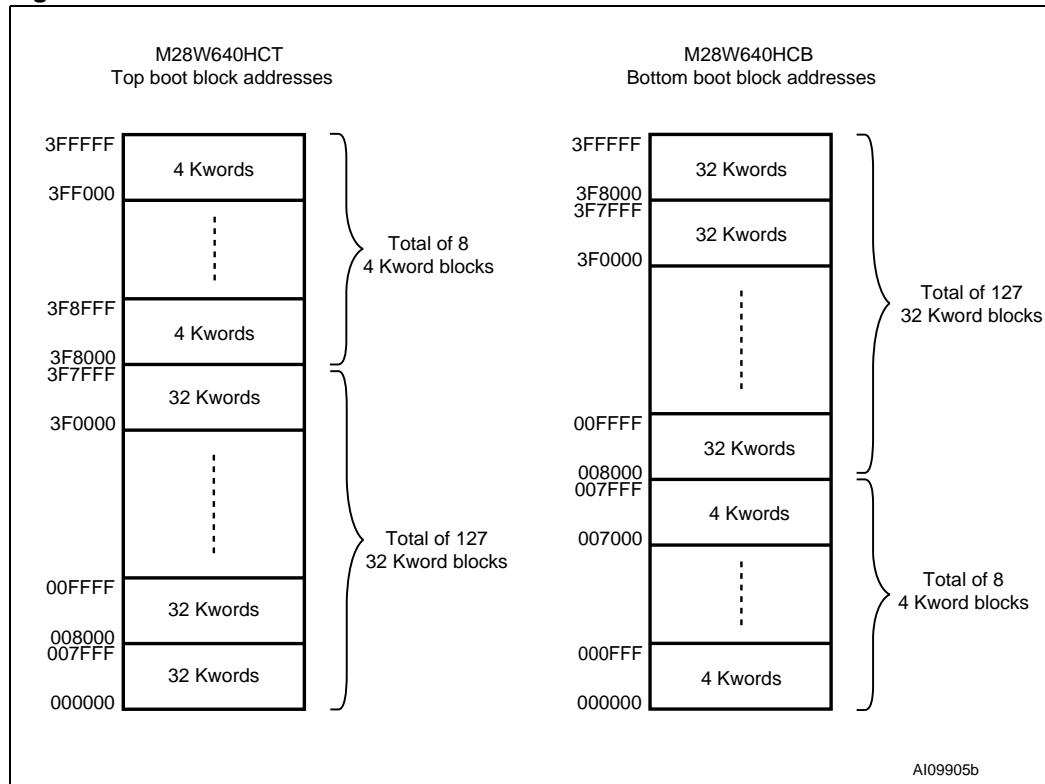 M28W640HCT
Top boot block addresses
3FFFFF
4 Kwords
3FF000
Total of 8
4 Kword blocks
3F8FFF
4 Kwords
3F8000
3F7FFF
32 Kwords
3F0000
Total of 127
32 Kword blocks
00FFFF
32 Kwords
008000
007FFF
32 Kwords
000000
M28W640HCB
Bottom boot block addresses
3FFFFF
32 Kwords
3F8000
3F7FFF
32 Kwords
3F0000
Total of 127
32 Kword blocks
00FFFF
32 Kwords
008000
007FFF
4 Kwords
007000
Total of 8
4 Kword blocks
000FFF
4 Kwords
000000
AI09905b